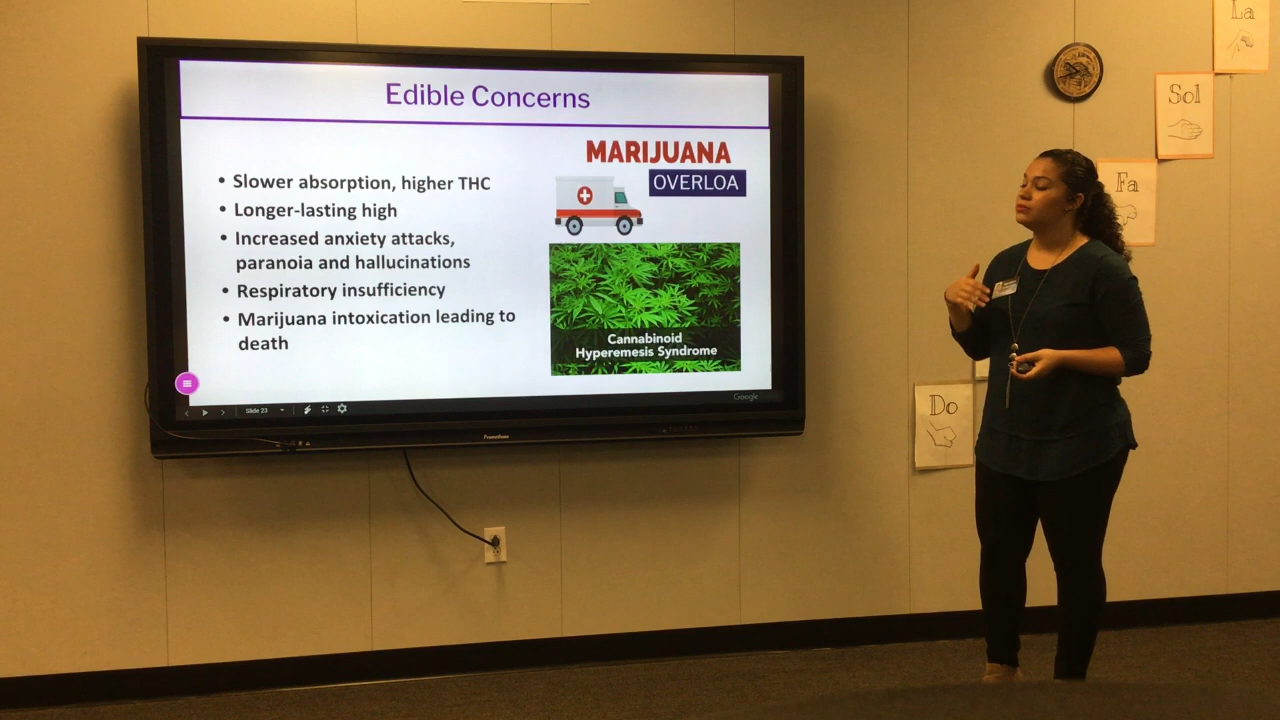 Edible Concerns
• Slower absorption, higher THC
• Longer-lasting high
• Increased anxiety attacks,
paranoia and hallucinations
• Respiratory insufficiency
• Marijuana intoxication leading to
death
MARIJUANA
OVERLOA
Cannabinoid
Hyperemesis Syndrome
Slide 23
Google
Promethean
La
Sol
Fa
Do